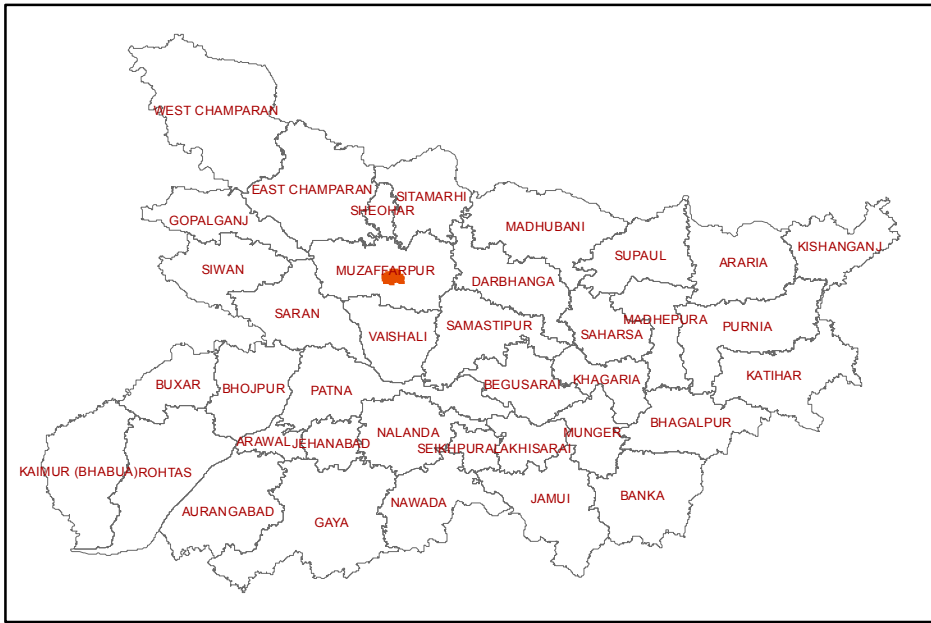 WEST CHAMPARAN
EAST CHAMPARAN
SITAMARHI
SHEOHAR
GOPALGANJ
MADHUBANI
KISHANGANJ
SUPAUL
ARARIA
SIWAN
MUZAFFARPUR
DARBHANGA
SARAN
MADHEPURA
SAMASTIPUR
PURNIA
VAISHALI
SAHARSA
KATIHAR
KHAGARIA
BUXAR
BHOJPUR
PATNA
BEGUSARAI
BHAGALPUR
NALANDA
MUNGER
ARAWAL
JEHANABAD
SEIKHPURA
LAKHISARAI
KAIMUR (BHABUA)
ROHTAS
BANKA
JAMUI
NAWADA
AURANGABAD
GAYA